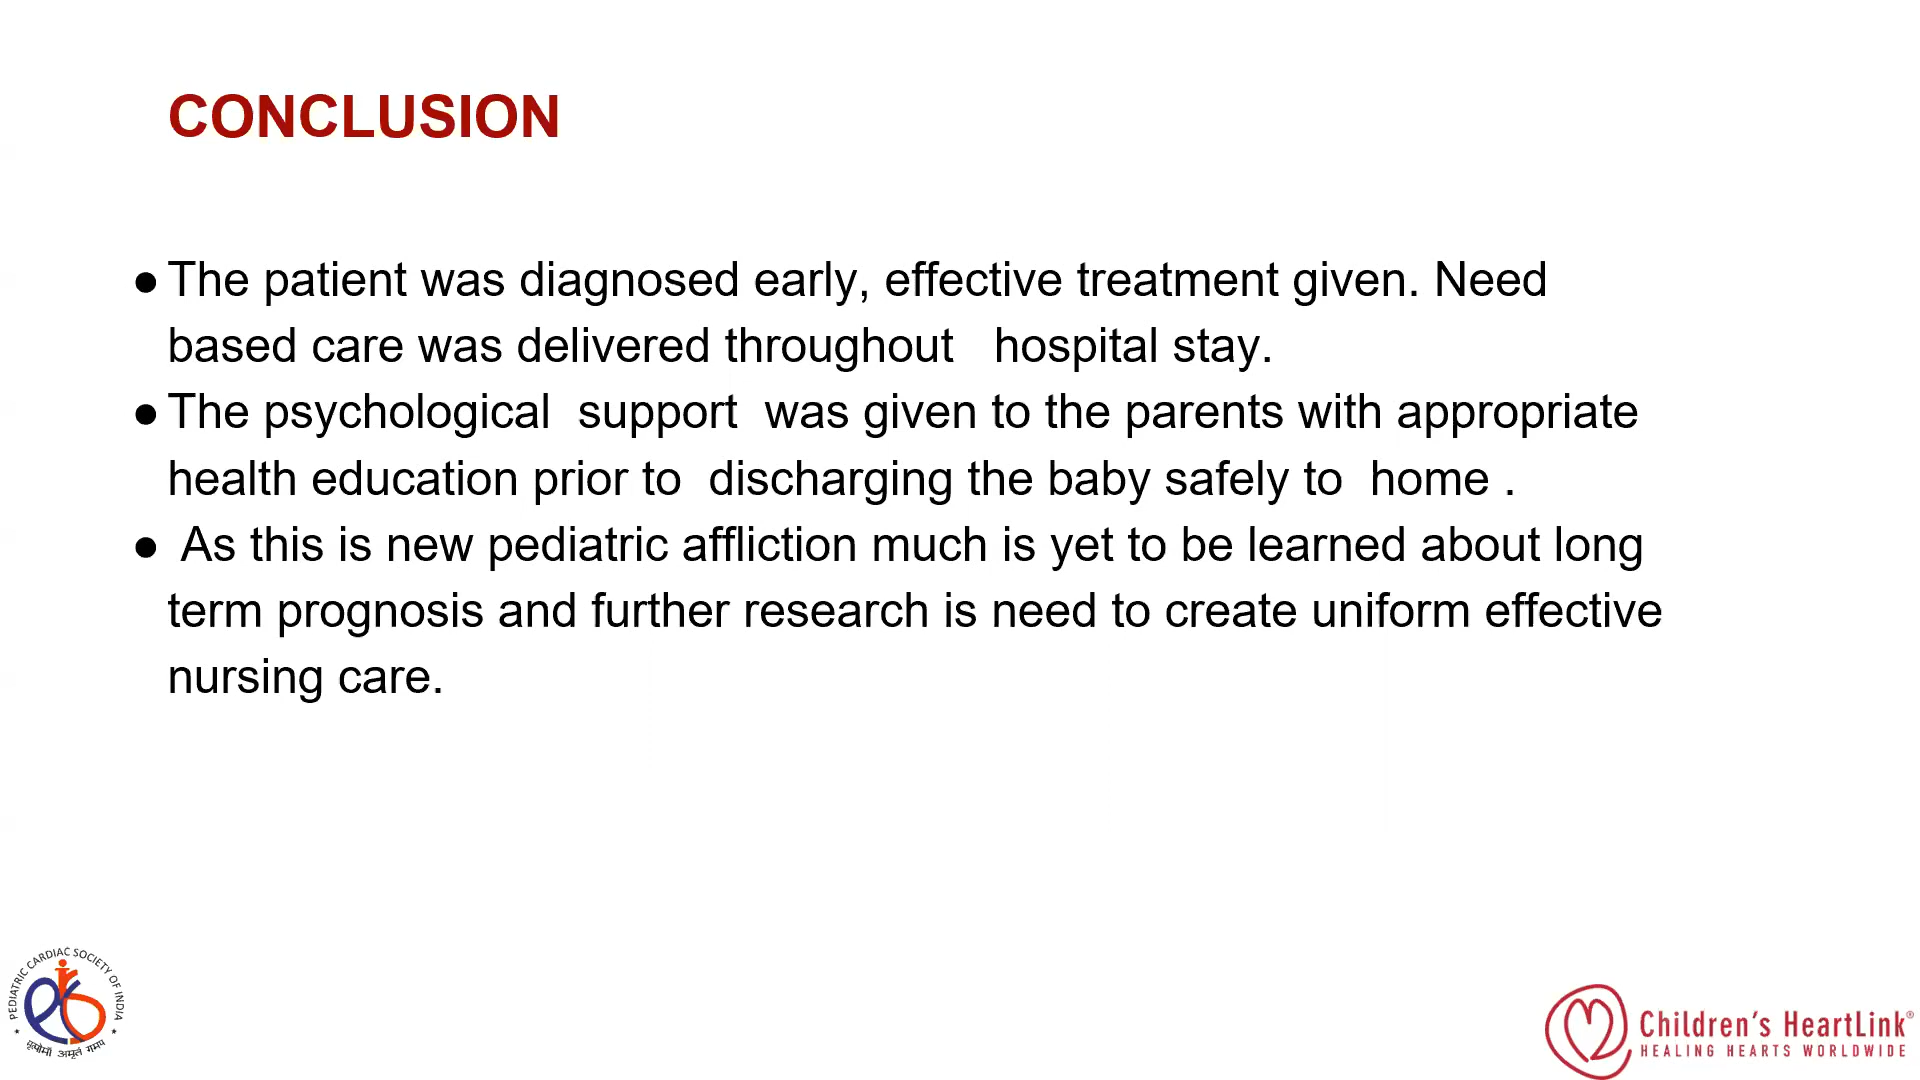 CONCLUSION
● The patient was diagnosed early, effective treatment given. Need
based care was delivered throughout hospital stay.
● The psychological support was given to the parents with appropriate
health education prior to discharging the baby safely to home .
● As this is new pediatric affliction much is yet to be learned about long
term prognosis and further research is need to create uniform effective
nursing care.
PEDIATRIC CARDIAC SOCIETY OF INDIA
अमृतं गमय
Children's HeartLink®
HEALING HEARTS WORLDWIDE